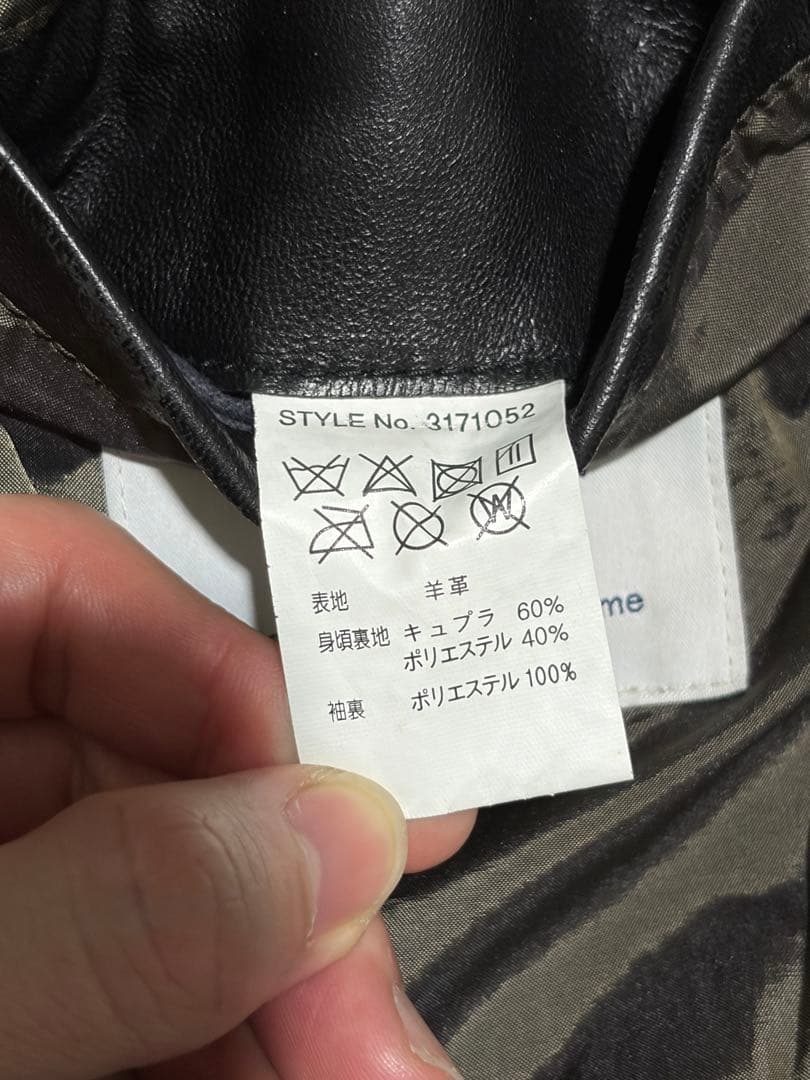 STYLE No. 3171052
W
表地 羊革
身頃裏地 キュプラ 60%
ポリエステル 40%
袖裏 ポリエステル 100%
me